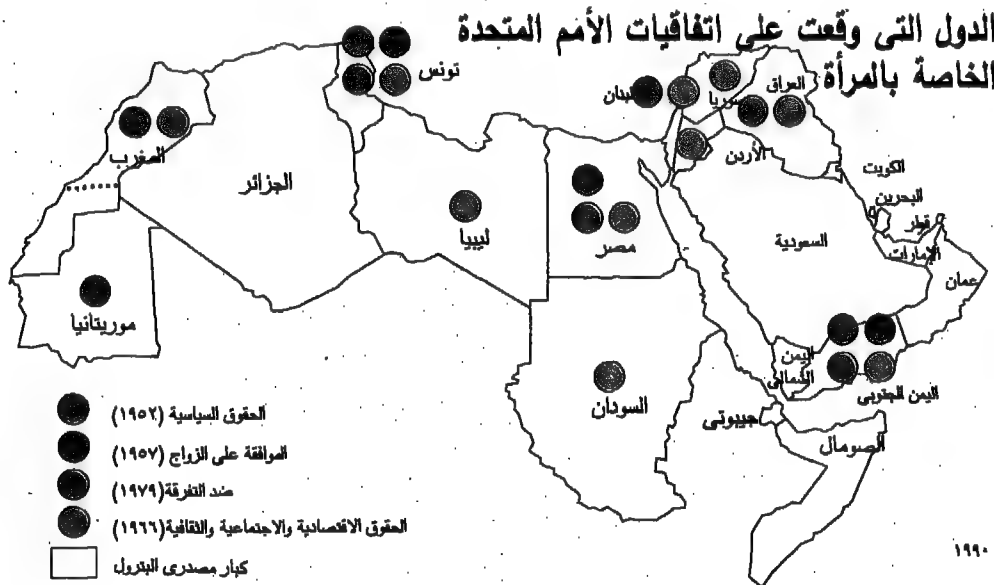 الدول التى وقعت على اتفاقيات الأمم المتحدة
الخاصة بالمرأة
تونس
لبنان
سوريا
العراق
المغرب
الأردن
الكويت
الجزائر
البحرين
قطر
ليبيا
مصر
السعودية
الإمارات
عمان
موريتانيا
اليمن
الشمالى
اليمن الجنوبى
السودان
جيبوتى
الصومال
الحقوق السياسية (١٩٥٢)
الموافقة على الزواج (١٩٥٧)
ضد التفرقة (١٩٧٩)
الحقوق الاقتصادية والاجتماعية والثقافية (١٩٦٦)
كبار مصدرى البترول
١٩٩٠